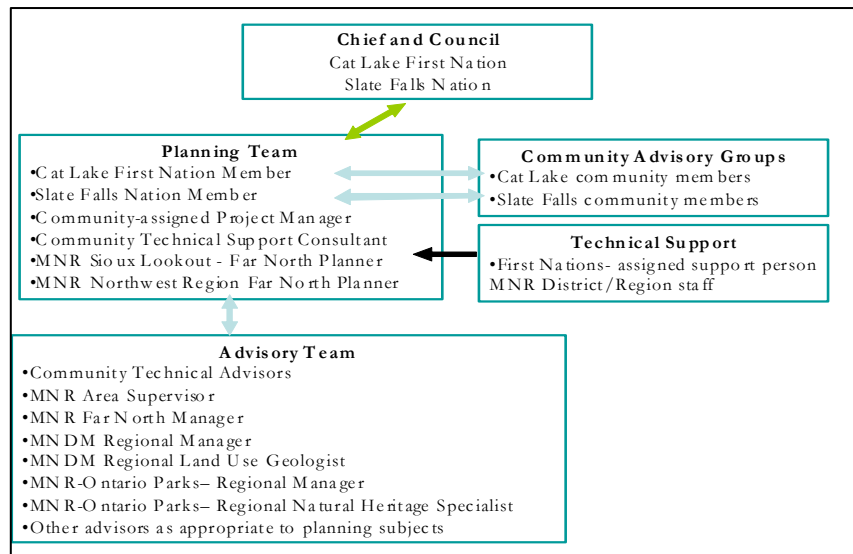 Chief and Council
Cat Lake First Nation
Slate Falls Nation
Planning Team
•Cat Lake First Nation Member
•Slate Falls Nation Member
•Community-assigned Project Manager
•Community Technical Support Consultant
•MNR Sioux Lookout - Far North Planner
•MNR Northwest Region Far North Planner
Community Advisory Groups
•Cat Lake community members
•Slate Falls community members
Technical Support
•First Nations- assigned support person
MNR District/Region staff
Advisory Team
•Community Technical Advisors
•MNR Area Supervisor
•MNR Far North Manager
•MNDM Regional Manager
•MNDM Regional Land Use Geologist
•MNR-Ontario Parks– Regional Manager
•MNR-Ontario Parks– Regional Natural Heritage Specialist
•Other advisors as appropriate to planning subjects